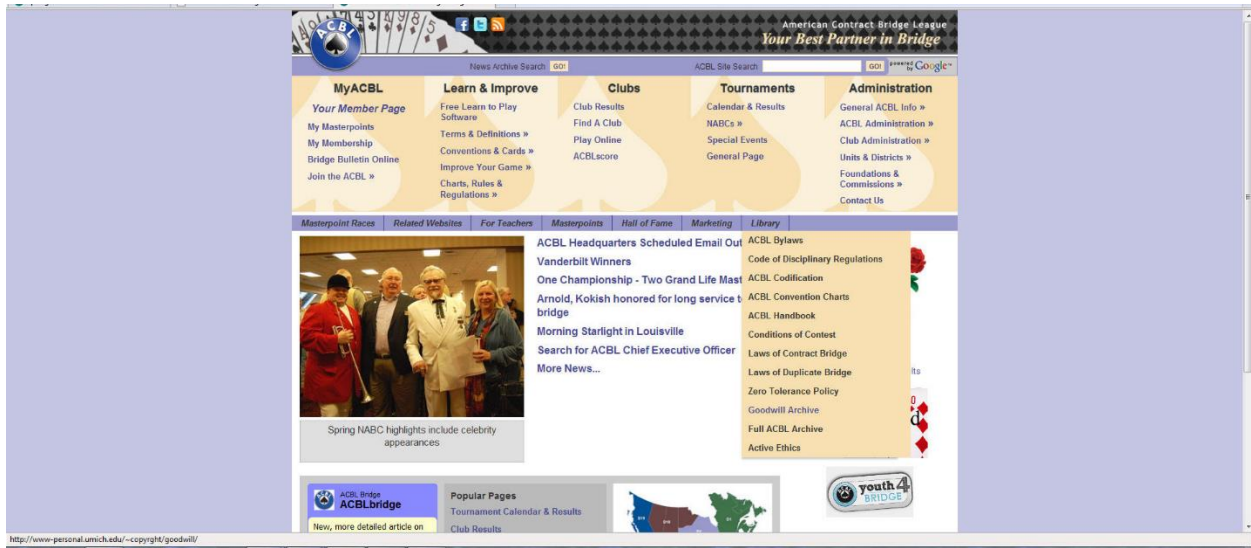 ACBL
American Contract Bridge League
Your Best Partner in Bridge
News Archive Search GO!
ACBL Site Search GO! powered by Google™
MyACBL
Your Member Page
My Masterpoints
My Membership
Bridge Bulletin Online
Join the ACBL »
Learn & Improve
Free Learn to Play
Software
Terms & Definitions »
Conventions & Cards »
Improve Your Game »
Charts, Rules &
Regulations »
Clubs
Club Results
Find A Club
Play Online
ACBLscore
Tournaments
Calendar & Results
NABCs »
Special Events
General Page
Administration
General ACBL Info »
ACBL Administration »
Club Administration »
Units & Districts »
Foundations &
Commissions »
Contact Us
Masterpoint Races Related Websites For Teachers Masterpoints Hall of Fame Marketing Library
Spring NABC highlights include celebrity
appearances
ACBL Headquarters Scheduled Email Out
Vanderbilt Winners
One Championship - Two Grand Life Mast
Arnold, Kokish honored for long service t
bridge
Morning Starlight in Louisville
Search for ACBL Chief Executive Officer
More News...
ACBL Bylaws
Code of Disciplinary Regulations
ACBL Codification
ACBL Convention Charts
ACBL Handbook
Conditions of Contest
Laws of Contract Bridge
Laws of Duplicate Bridge
Zero Tolerance Policy
Goodwill Archive
Full ACBL Archive
Active Ethics
youth 4
BRIDGE
ACBL Bridge
ACBLbridge
New, more detailed article on
Popular Pages
Tournament Calendar & Results
Club Results
http://www-personal.umich.edu/~copyrght/goodwill/